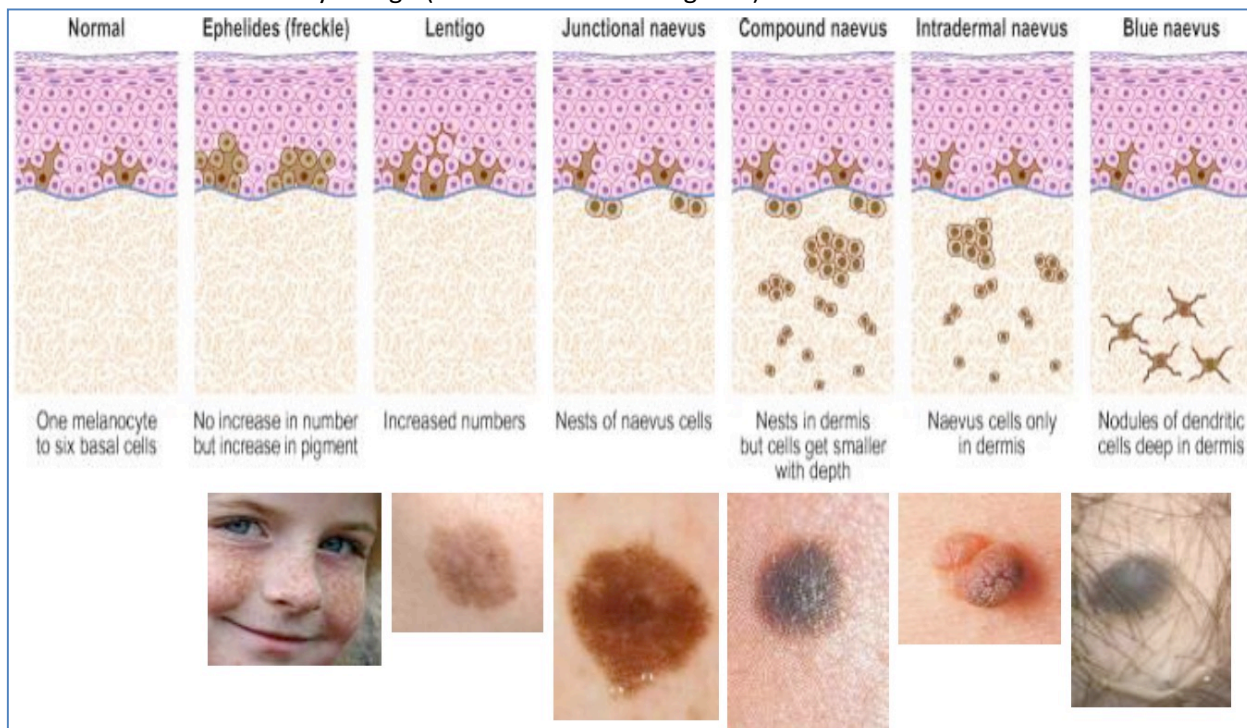 Normal
Ephelides (freckle)
Lentigo
Junctional naevus
Compound naevus
Intradermal naevus
Blue naevus
One melanocyte
to six basal cells
No increase in number
but increase in pigment
Increased numbers
Nests of naevus cells
Nests in dermis
but cells get smaller
with depth
Naevus cells only
in dermis
Nodules of dendritic
cells deep in dermis